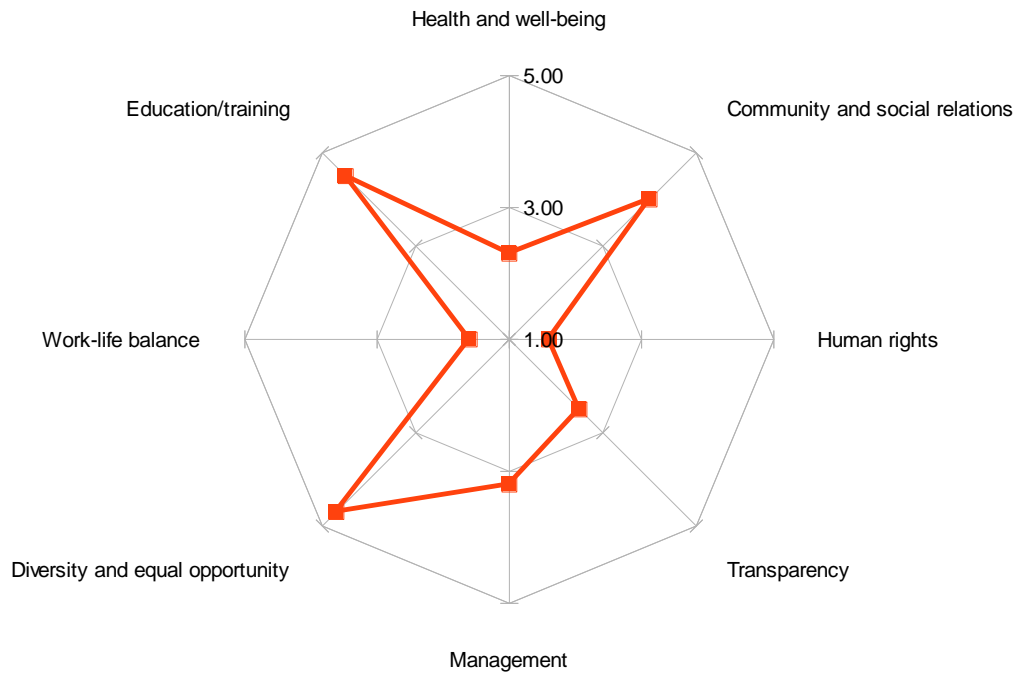 Health and well-being
5.00
Education/training
Community and social relations
3.00
Work-life balance
1.00
Human rights
Diversity and equal opportunity
Transparency
Management